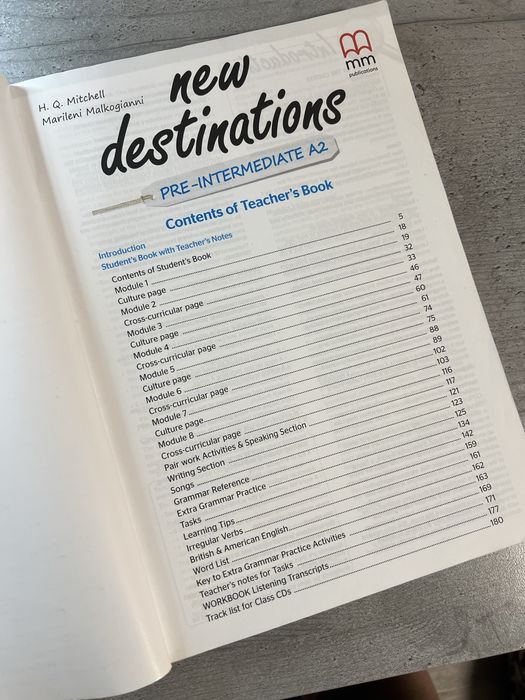 H. Q. Mitchell
Marileni Malkogianni
mm
publications
new
destinations
PRE-INTERMEDIATE A2
Contents of Teacher's Book
Introduction
Student's Book with Teacher's Notes
Contents of Student's Book
Module 1 5
Culture page 18
Module 2 19
Cross-curricular page 32
Module 3 33
Culture page 46
Module 4 47
Cross-curricular page 60
Module 5 61
Culture page 74
Module 6 75
Cross-curricular page 88
Module 7 89
Culture page 102
Module 8 103
Cross-curricular page 116
Pair work Activities & Speaking Section 117
Writing Section 121
Songs 123
Grammar Reference 125
Extra Grammar Practice 134
Tasks 142
Learning Tips 159
Irregular Verbs 161
British & American English 162
Word List 163
Key to Extra Grammar Practice Activities 169
Teacher's notes for Tasks 171
WORKBOOK Listening Transcripts 177
Track list for Class CDs 180